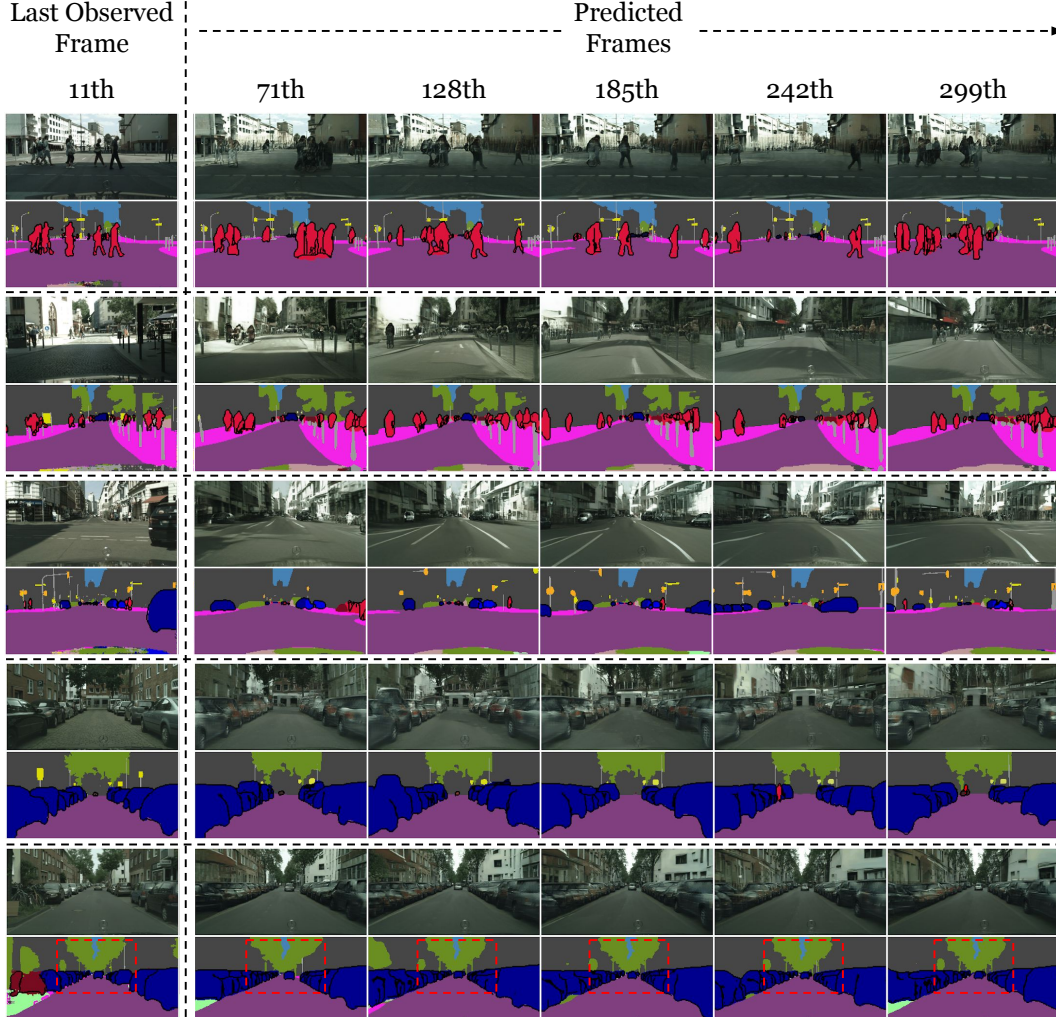 Last Observed
Frame
Predicted
Frames
11th
71th
128th
185th
242th
299th